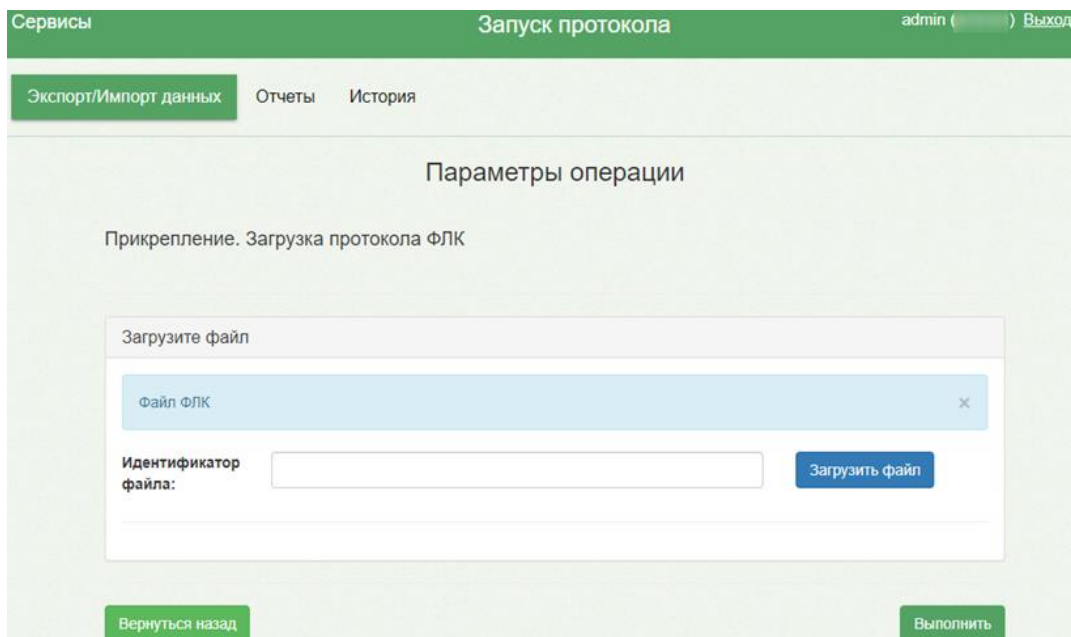 Сервисы Запуск протокола admin ( ) Выход
Экспорт/Импорт данных Отчеты История
Параметры операции
Прикрепление. Загрузка протокола ФЛК
Загрузите файл
Файл ФЛК ×
Идентификатор
файла:
Загрузить файл
Вернуться назад Выполнить